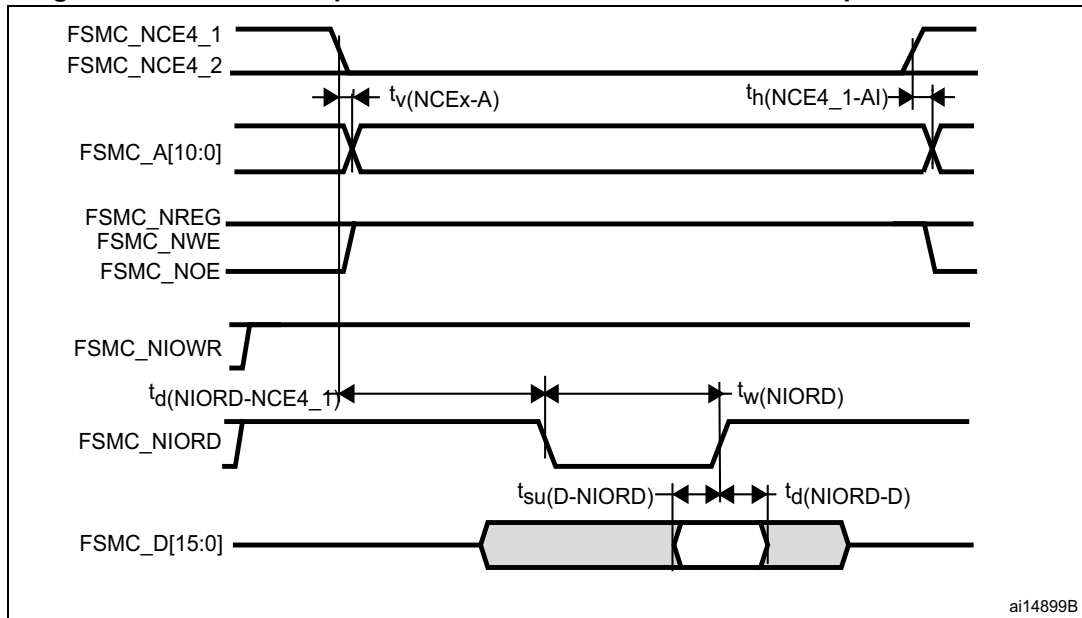 FSMC_NCE4_1
FSMC_NCE4_2
tv(NCEx-A)
th(NCE4_1-AI)
FSMC_A[10:0]
FSMC_NREG
FSMC_NWE
FSMC_NOE
FSMC_NIOWR
td(NIORD-NCE4_1)
tw(NIORD)
FSMC_NIORD
tsu(D-NIORD)
td(NIORD-D)
FSMC_D[15:0]
ai14899B